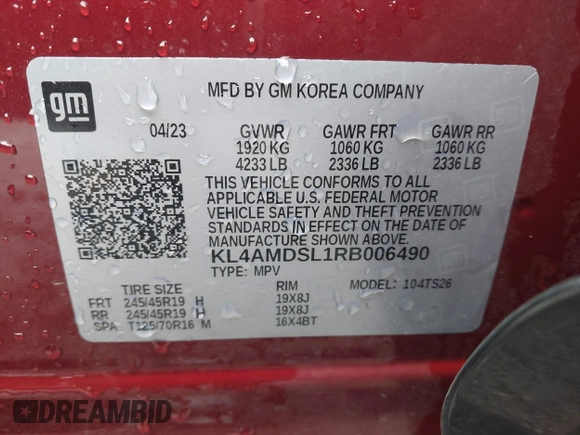 gm
MFD BY GM KOREA COMPANY
04/23 GVWR GAWR FRT GAWR RR
1920 KG 1060 KG 1060 KG
4233 LB 2336 LB 2336 LB
THIS VEHICLE CONFORMS TO ALL
APPLICABLE U.S. FEDERAL MOTOR
VEHICLE SAFETY AND THEFT PREVENTION
STANDARDS IN EFFECT ON THE DATE OF
MANUFACTURE SHOWN ABOVE.
KL4AMDSL1RB006490
TYPE: MPV MODEL: 104TS26
TIRE SIZE RIM
FRT 245/45R19 H 19X8J
RR 245/45R19 H 19X8J
SPA T125/70R16 M 16X4BT
DREAMBID